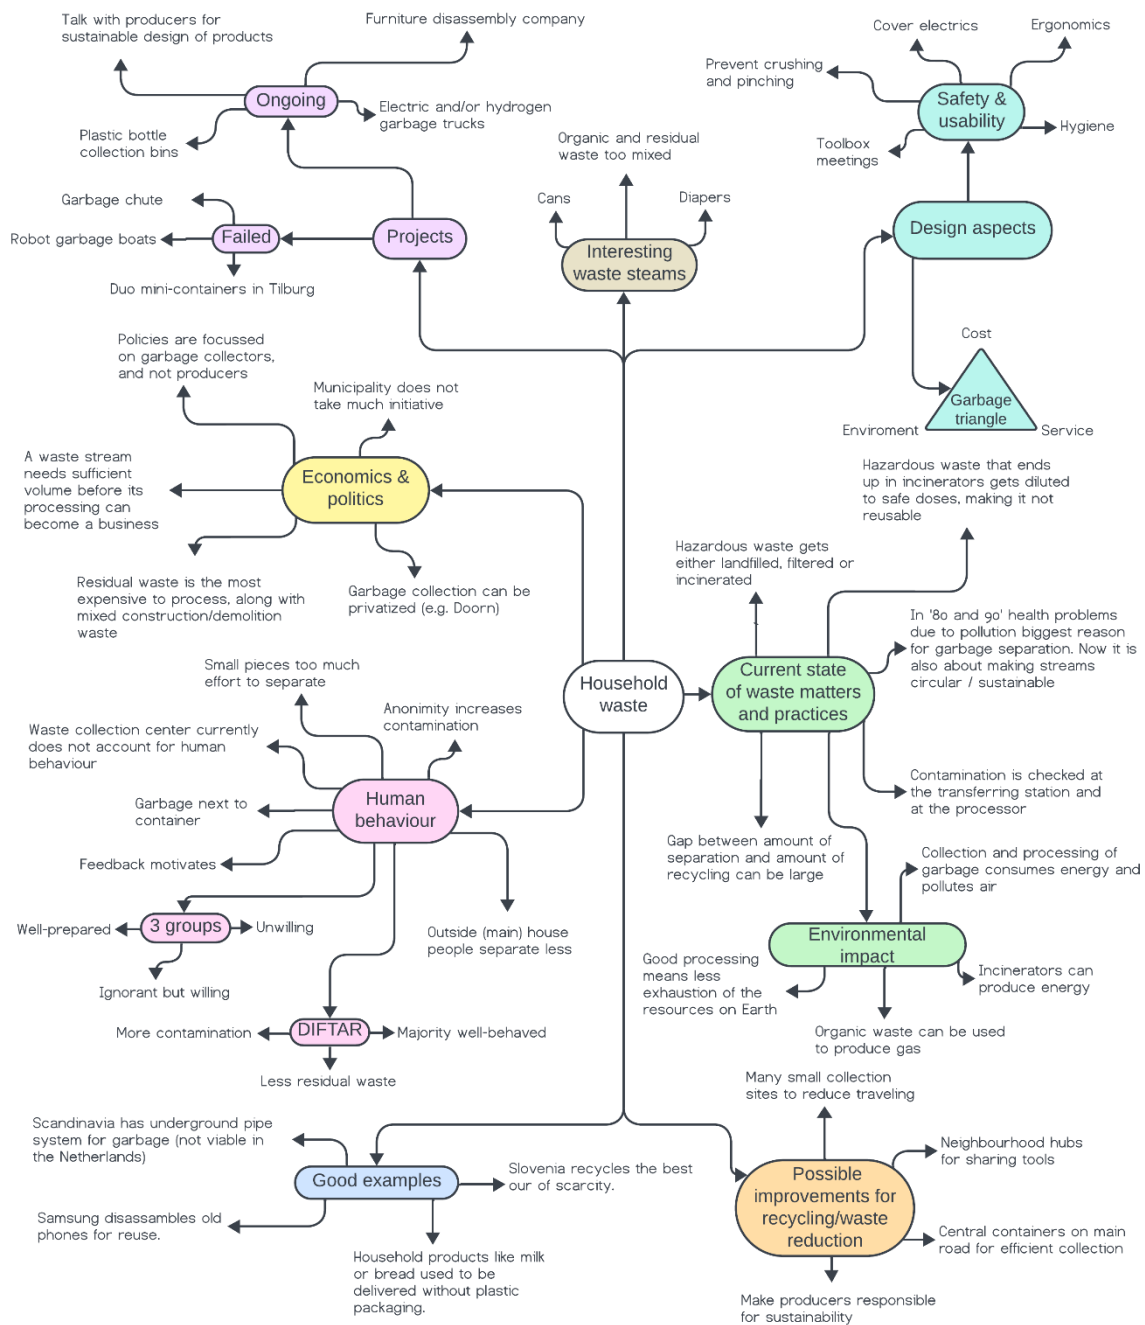 Talk with producers for
sustainable design of products
Furniture disassembly company
Ongoing
Plastic bottle
collection bins
Electric and/or hydrogen
garbage trucks
Garbage chute
Robot garbage boats
Failed
Projects
Duo mini-containers in Tilburg
Organic and residual
waste too mixed
Cans
Diapers
Interesting
waste steams
Cover electrics
Ergonomics
Prevent crushing
and pinching
Safety &
usability
Hygiene
Toolbox
meetings
Design aspects
Cost
Garbage
triangle
Enviroment
Service
Policies are focussed
on garbage collectors,
and not producers
Municipality does not
take much initiative
A waste stream
needs sufficient
volume before its
processing can
become a business
Economics &
politics
Residual waste is the most
expensive to process, along with
mixed construction/demolition
waste
Garbage collection can be
privatized (e.g. Doorn)
Hazardous waste that ends
up in incinerators gets diluted
to safe doses, making it not
reusable
Hazardous waste gets
either landfilled, filtered or
incinerated
In '80 and 90' health problems
due to pollution biggest reason
for garbage separation. Now it is
also about making streams
circular / sustainable
Household
waste
Current state
of waste matters
and practices
Contamination is checked at
the transferring station and
at the processor
Gap between amount of
separation and amount of
recycling can be large
Collection and processing of
garbage consumes energy and
pollutes air
Environmental
impact
Good processing
means less
exhaustion of the
resources on Earth
Incinerators can
produce energy
Organic waste can be used
to produce gas
Small pieces too much
effort to separate
Anonimity increases
contamination
Waste collection center currently
does not account for human
behaviour
Garbage next to
container
Human
behaviour
Feedback motivates
Well-prepared
3 groups
Unwilling
Ignorant but willing
Outside (main) house
people separate less
More contamination
DIFTAR
Majority well-behaved
Less residual waste
Scandinavia has underground pipe
system for garbage (not viable in
the Netherlands)
Good examples
Slovenia recycles the best
our of scarcity.
Samsung disassambles old
phones for reuse.
Household products like milk
or bread used to be
delivered without plastic
packaging.
Many small collection
sites to reduce traveling
Neighbourhood hubs
for sharing tools
Possible
improvements for
recycling/waste
reduction
Central containers on main
road for efficient collection
Make producers responsible
for sustainability